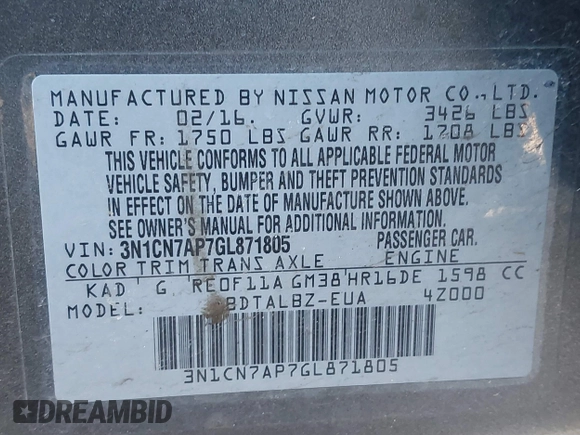 MANUFACTURED BY NISSAN MOTOR CO., LTD.
DATE: 02/16. GVWR: 3426 LBS
GAWR FR: 1750 LBS GAWR RR: 1708 LBS
THIS VEHICLE CONFORMS TO ALL APPLICABLE FEDERAL MOTOR
VEHICLE SAFETY, BUMPER AND THEFT PREVENTION STANDARDS
IN EFFECT ON THE DATE OF MANUFACTURE SHOWN ABOVE.
SEE OWNER'S MANUAL FOR ADDITIONAL INFORMATION.
VIN: 3N1CN7AP7GL871805 PASSENGER CAR.
COLOR TRIM TRANS AXLE ENGINE
KAD G RE0F11A GM38 HR16DE 1598 CC
MODEL: BDTALBZ-EUA 4Z000
3N1CN7AP7GL871805
DREAMBID